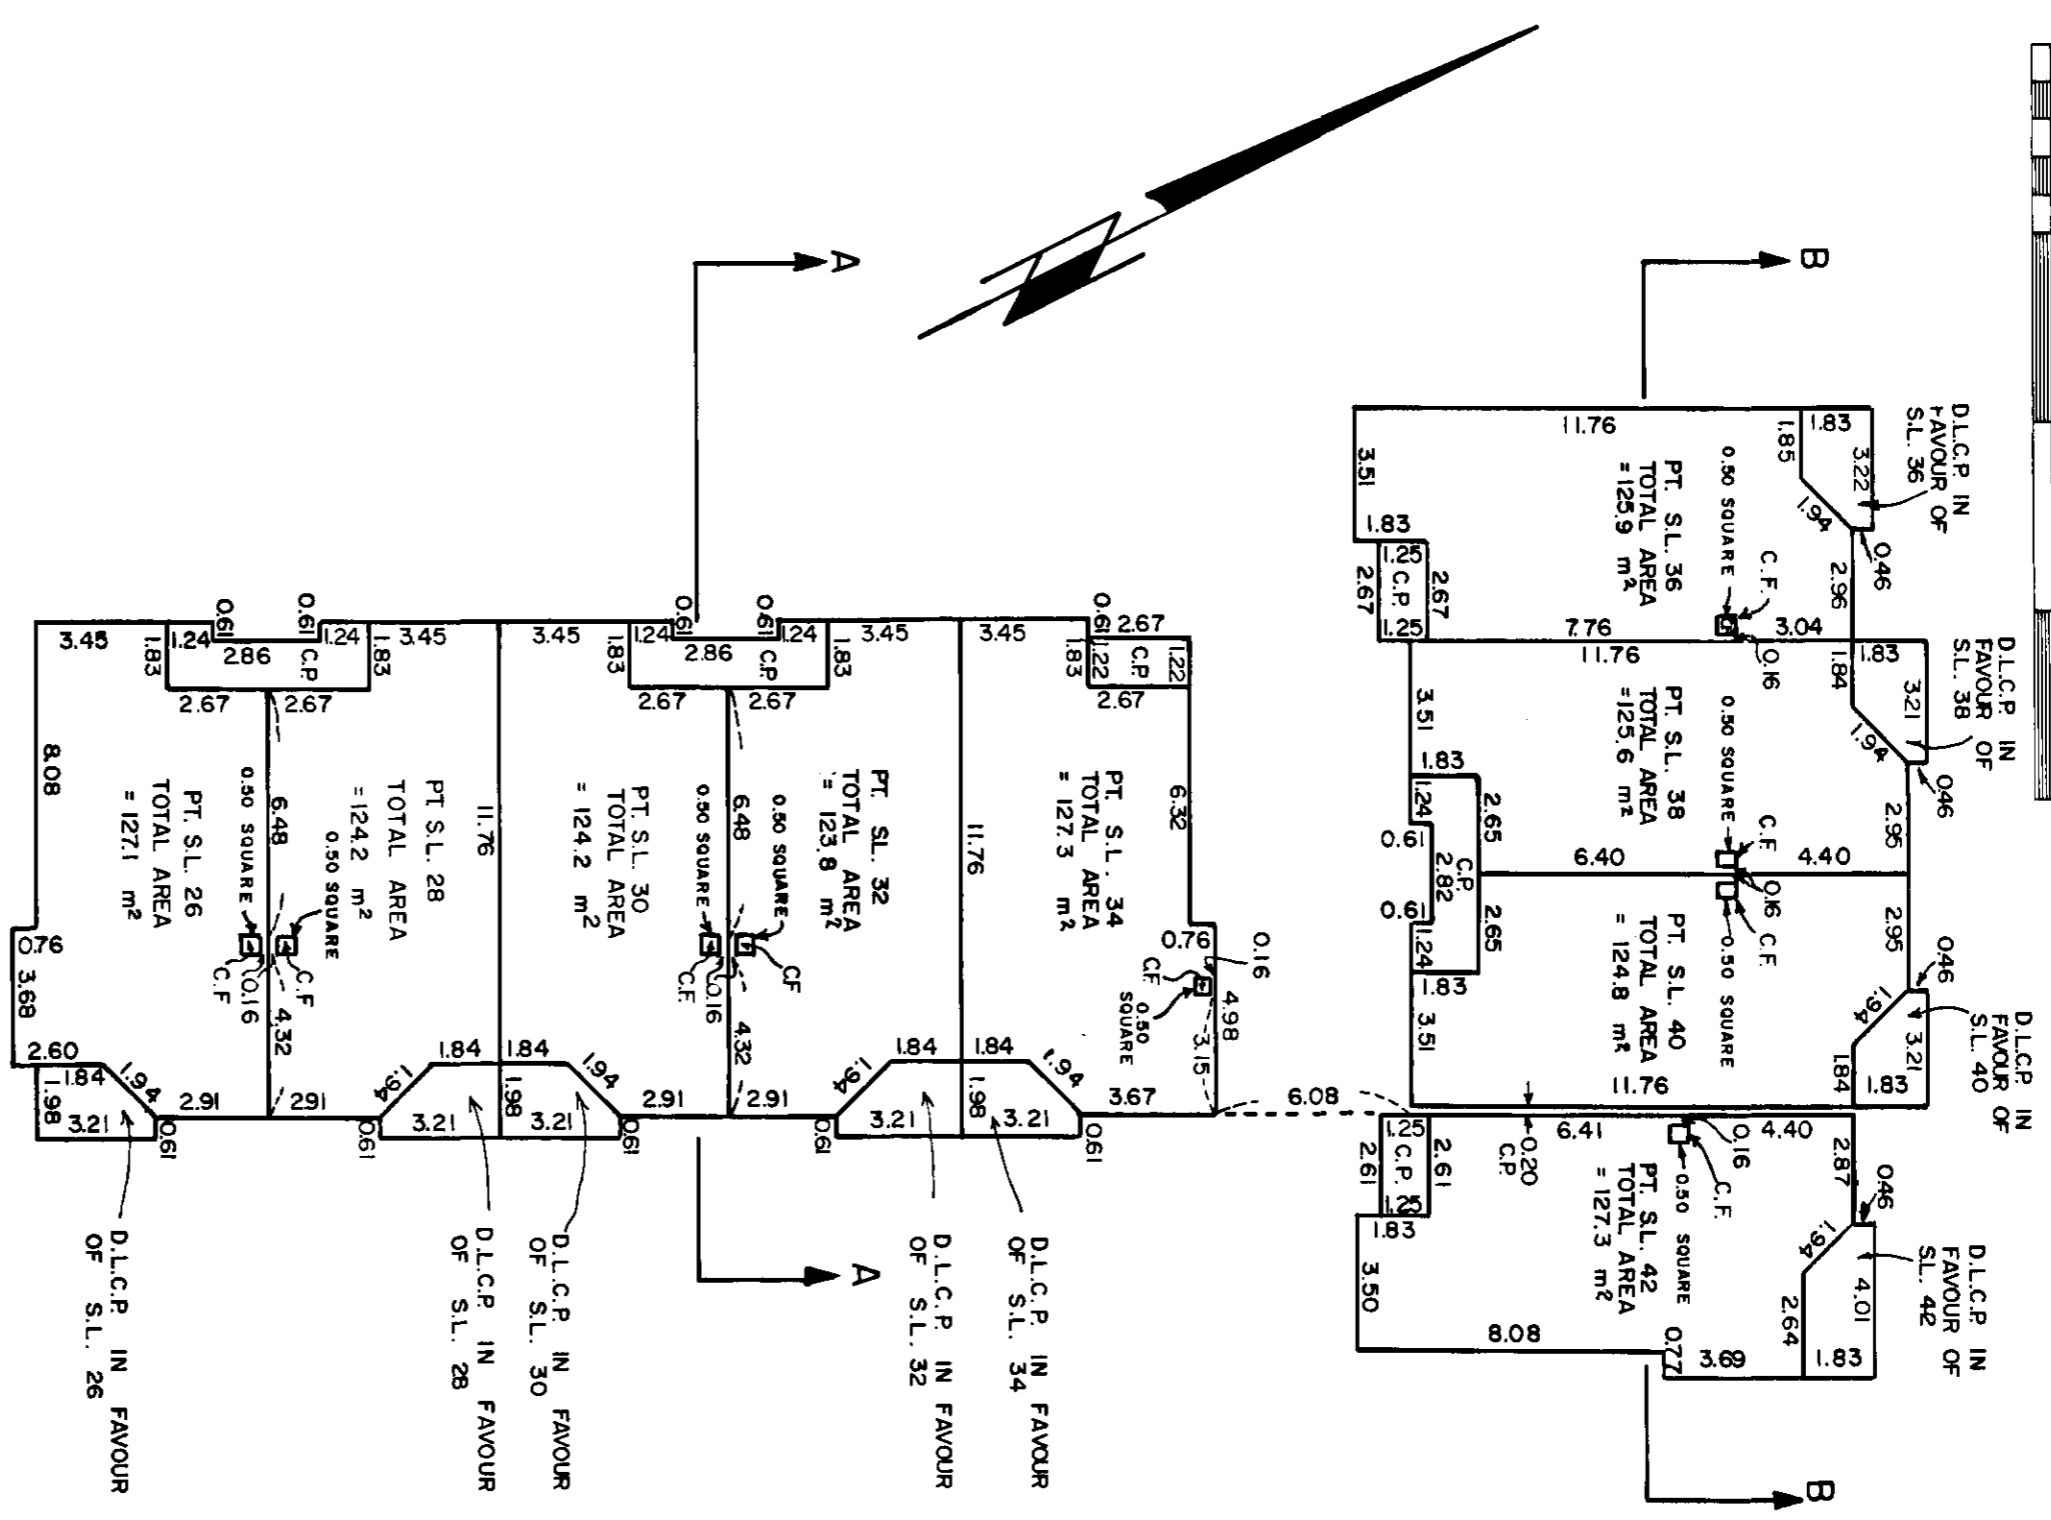 A
B
D.L.C.P. IN
FAVOUR OF
S.L. 36
11.76
1.83
1.85
3.22
1.94
0.46
2.96
3.51
1.83
1.25
C.P.
2.67
2.67
1.25
PT. S.L. 36
TOTAL AREA
= 125.9 m²
0.50 SQUARE
C.F.
7.76
3.04
0.16
D.L.C.P. IN
FAVOUR OF
S.L. 38
11.76
1.83
1.84
3.21
1.94
0.46
2.95
3.51
1.83
1.24
0.61
2.65
C.P.
2.82
PT. S.L. 38
TOTAL AREA
= 125.6 m²
0.50 SQUARE
C.F.
6.40
4.40
0.16
C.F.
0.50 SQUARE
PT. S.L. 40
TOTAL AREA
= 124.8 m²
0.61
2.65
1.24
1.83
3.51
2.95
0.46
1.94
3.21
1.84
1.83
11.76
D.L.C.P. IN
FAVOUR OF
S.L. 40
6.08
1.25
C.P.
2.61
2.61
1.25
1.83
3.50
6.41
4.40
0.20
C.P.
0.16
C.F.
0.50 SQUARE
PT. S.L. 42
TOTAL AREA
= 127.3 m²
2.87
0.46
1.94
4.01
2.64
1.83
8.08
0.77
3.69
D.L.C.P. IN
FAVOUR OF
S.L. 42
B
3.45
1.83
1.24
0.61
0.61
1.24
2.86
C.P.
1.83
3.45
2.67
2.67
3.45
1.83
1.24
0.61
0.61
1.24
2.86
C.P.
1.83
3.45
2.67
2.67
3.45
0.61
2.67
1.83
1.22
C.P.
1.22
2.67
8.08
PT. S.L. 26
TOTAL AREA
= 127.1 m²
0.50 SQUARE
6.48
0.50 SQUARE
PT. S.L. 28
TOTAL AREA
= 124.2 m²
11.76
C.F.
0.16
C.F.
4.32
PT. S.L. 30
TOTAL AREA
= 124.2 m²
0.50 SQUARE
6.48
0.50 SQUARE
PT. S.L. 32
TOTAL AREA
= 123.8 m²
11.76
C.F.
0.16
C.F
4.32
PT. S.L. 34
TOTAL AREA
= 127.3 m²
6.32
0.76
0.16
C.F.
0.50
SQUARE
4.98
3.15
0.76
3.68
2.60
1.84
1.98
1.94
3.21
0.61
2.91
2.91
0.61
1.94
1.84
3.21
1.98
1.84
1.94
3.21
0.61
2.91
2.91
0.61
1.94
1.84
3.21
1.98
1.84
1.94
3.21
0.61
3.67
D.L.C.P. IN FAVOUR
OF S.L. 26
D.L.C.P. IN FAVOUR
OF S.L. 28
D.L.C.P. IN FAVOUR
OF S.L. 30
D.L.C.P. IN FAVOUR
OF S.L. 32
D.L.C.P. IN FAVOUR
OF S.L. 34
A